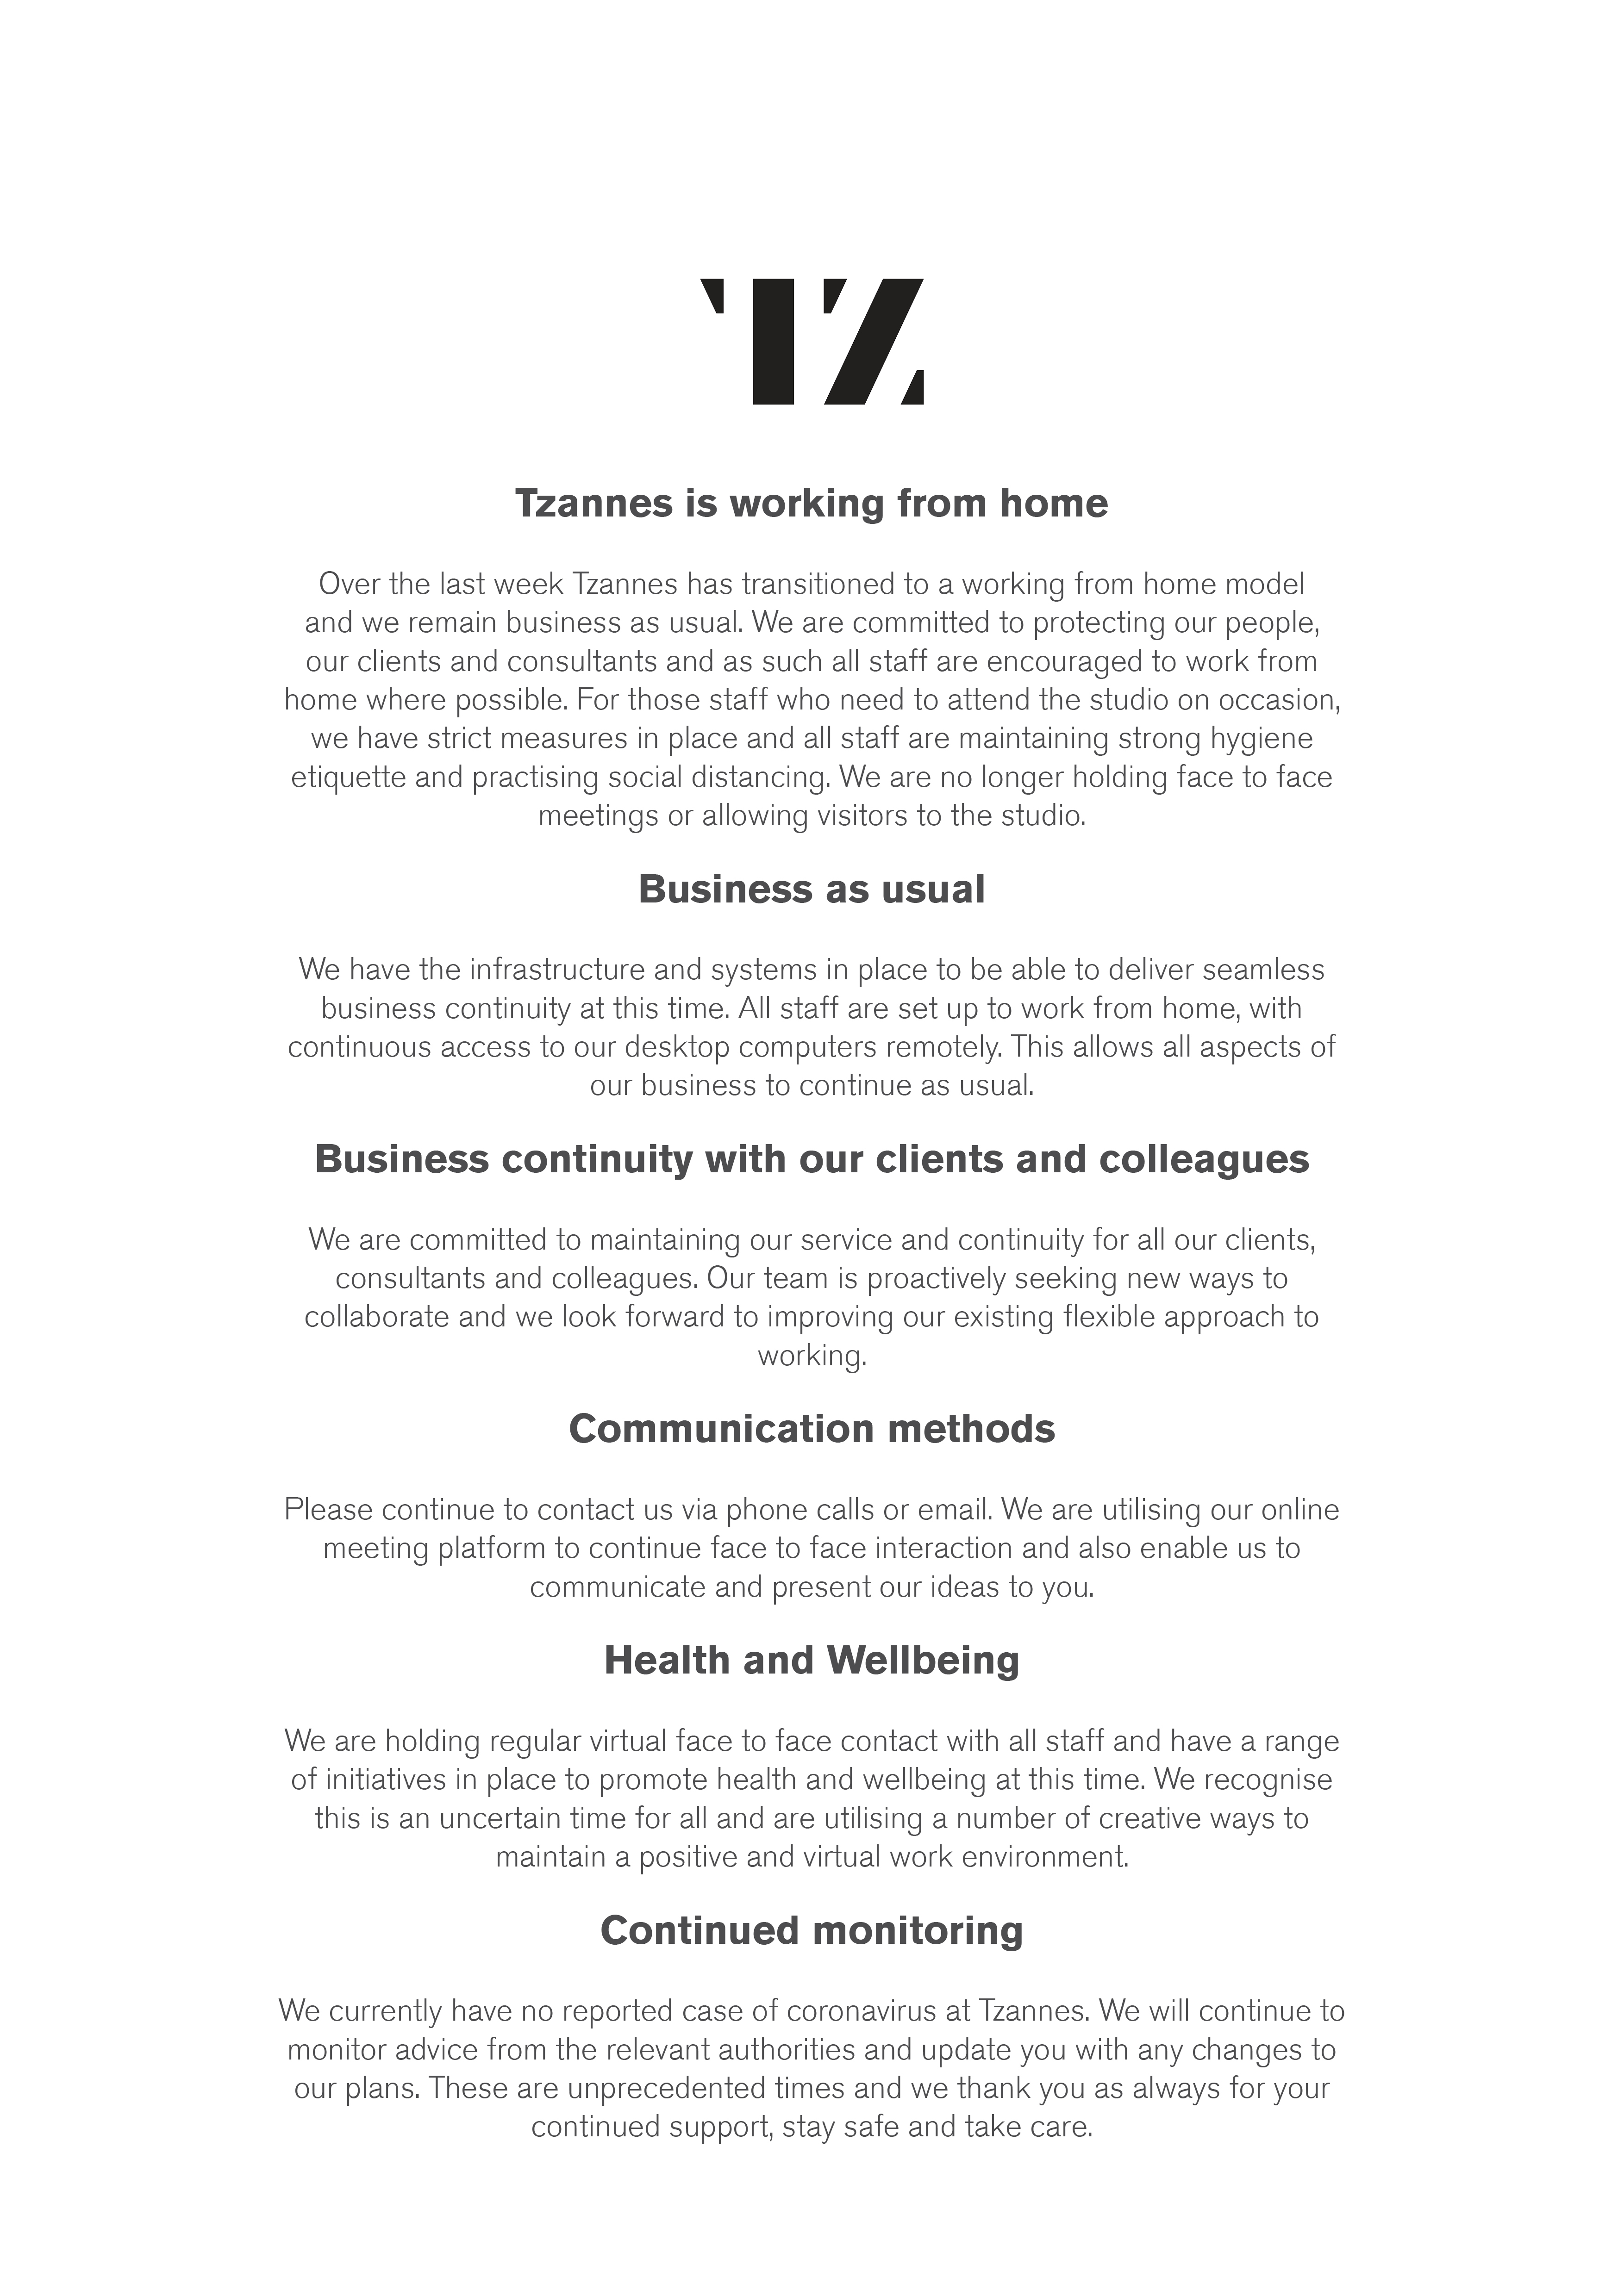 TZ
Tzannes is working from home
Over the last week Tzannes has transitioned to a working from home model
and we remain business as usual. We are committed to protecting our people,
our clients and consultants and as such all staff are encouraged to work from
home where possible. For those staff who need to attend the studio on occasion,
we have strict measures in place and all staff are maintaining strong hygiene
etiquette and practising social distancing. We are no longer holding face to face
meetings or allowing visitors to the studio.
Business as usual
We have the infrastructure and systems in place to be able to deliver seamless
business continuity at this time. All staff are set up to work from home, with
continuous access to our desktop computers remotely. This allows all aspects of
our business to continue as usual.
Business continuity with our clients and colleagues
We are committed to maintaining our service and continuity for all our clients,
consultants and colleagues. Our team is proactively seeking new ways to
collaborate and we look forward to improving our existing flexible approach to
working.
Communication methods
Please continue to contact us via phone calls or email. We are utilising our online
meeting platform to continue face to face interaction and also enable us to
communicate and present our ideas to you.
Health and Wellbeing
We are holding regular virtual face to face contact with all staff and have a range
of initiatives in place to promote health and wellbeing at this time. We recognise
this is an uncertain time for all and are utilising a number of creative ways to
maintain a positive and virtual work environment.
Continued monitoring
We currently have no reported case of coronavirus at Tzannes. We will continue to
monitor advice from the relevant authorities and update you with any changes to
our plans. These are unprecedented times and we thank you as always for your
continued support, stay safe and take care.